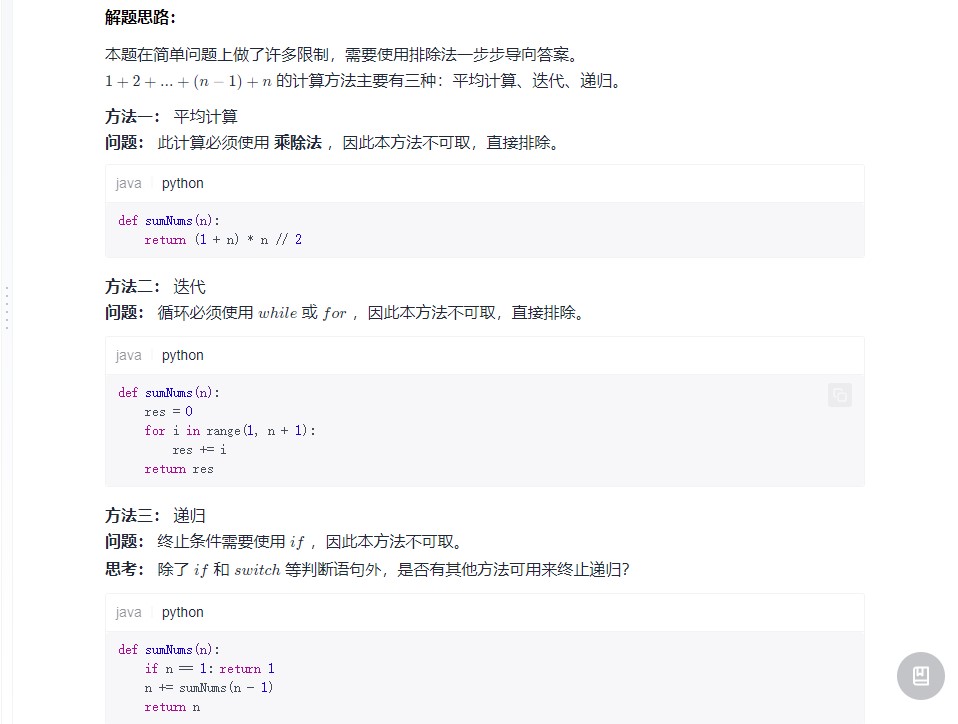 解题思路：
本题在简单问题上做了许多限制，需要使用排除法一步步导向答案。
1 + 2 + ... + (n − 1) + n 的计算方法主要有三种：平均计算、迭代、递归。
方法一： 平均计算
问题： 此计算必须使用 乘除法 ，因此本方法不可取，直接排除。
java python
def sumNums(n):
    return (1 + n) * n // 2
方法二： 迭代
问题： 循环必须使用 while 或 for ，因此本方法不可取，直接排除。
java python
def sumNums(n):
    res = 0
    for i in range(1, n + 1):
        res += i
    return res
方法三： 递归
问题： 终止条件需要使用 if ，因此本方法不可取。
思考： 除了 if 和 switch 等判断语句外，是否有其他方法可用来终止递归？
java python
def sumNums(n):
    if n == 1: return 1
    n += sumNums(n - 1)
    return n